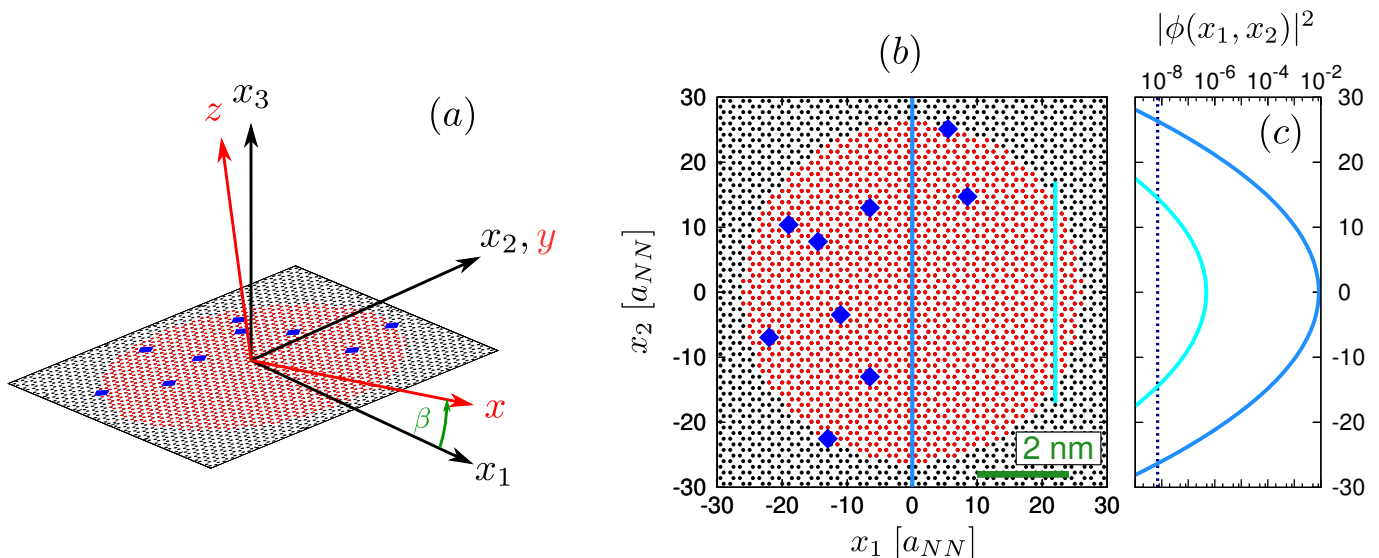 (a)
z
x₃
x₂, y
β
x
x₁
(b)
30
20
10
0
-10
-20
-30
x₂ [a_NN]
2 nm
-30 -20 -10 0 10 20 30
x₁ [a_NN]
|ϕ(x₁, x₂)|²
10⁻⁸ 10⁻⁶ 10⁻⁴ 10⁻²
(c)
30
20
10
0
-10
-20
-30